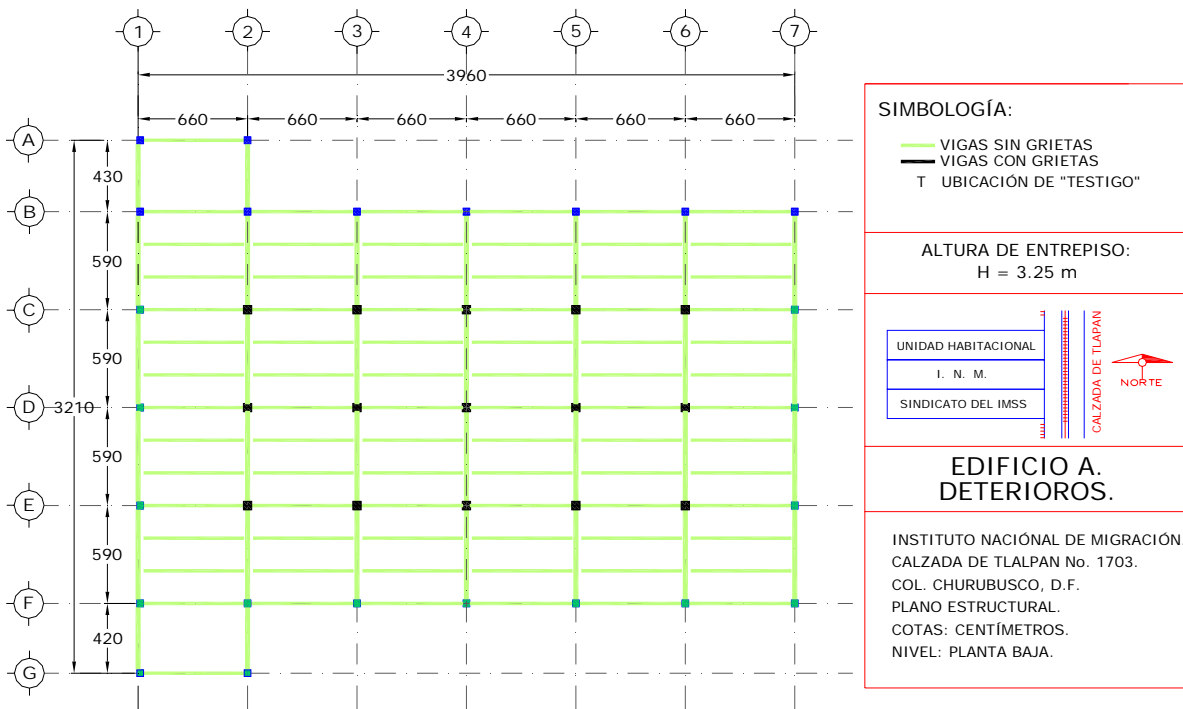 1 2 3 4 5 6 7
3960
660 660 660 660 660 660
A
430
B
590
C
590
D
3210
590
E
590
F
420
G
SIMBOLOGÍA:
VIGAS SIN GRIETAS
VIGAS CON GRIETAS
T UBICACIÓN DE "TESTIGO"
ALTURA DE ENTREPISO:
H = 3.25 m
UNIDAD HABITACIONAL
I. N. M.
SINDICATO DEL IMSS
CALZADA DE TLAPAN
NORTE
EDIFICIO A.
DETERIOROS.
INSTITUTO NACIÓNAL DE MIGRACIÓN.
CALZADA DE TLALPAN No. 1703.
COL. CHURUBUSCO, D.F.
PLANO ESTRUCTURAL.
COTAS: CENTÍMETROS.
NIVEL: PLANTA BAJA.